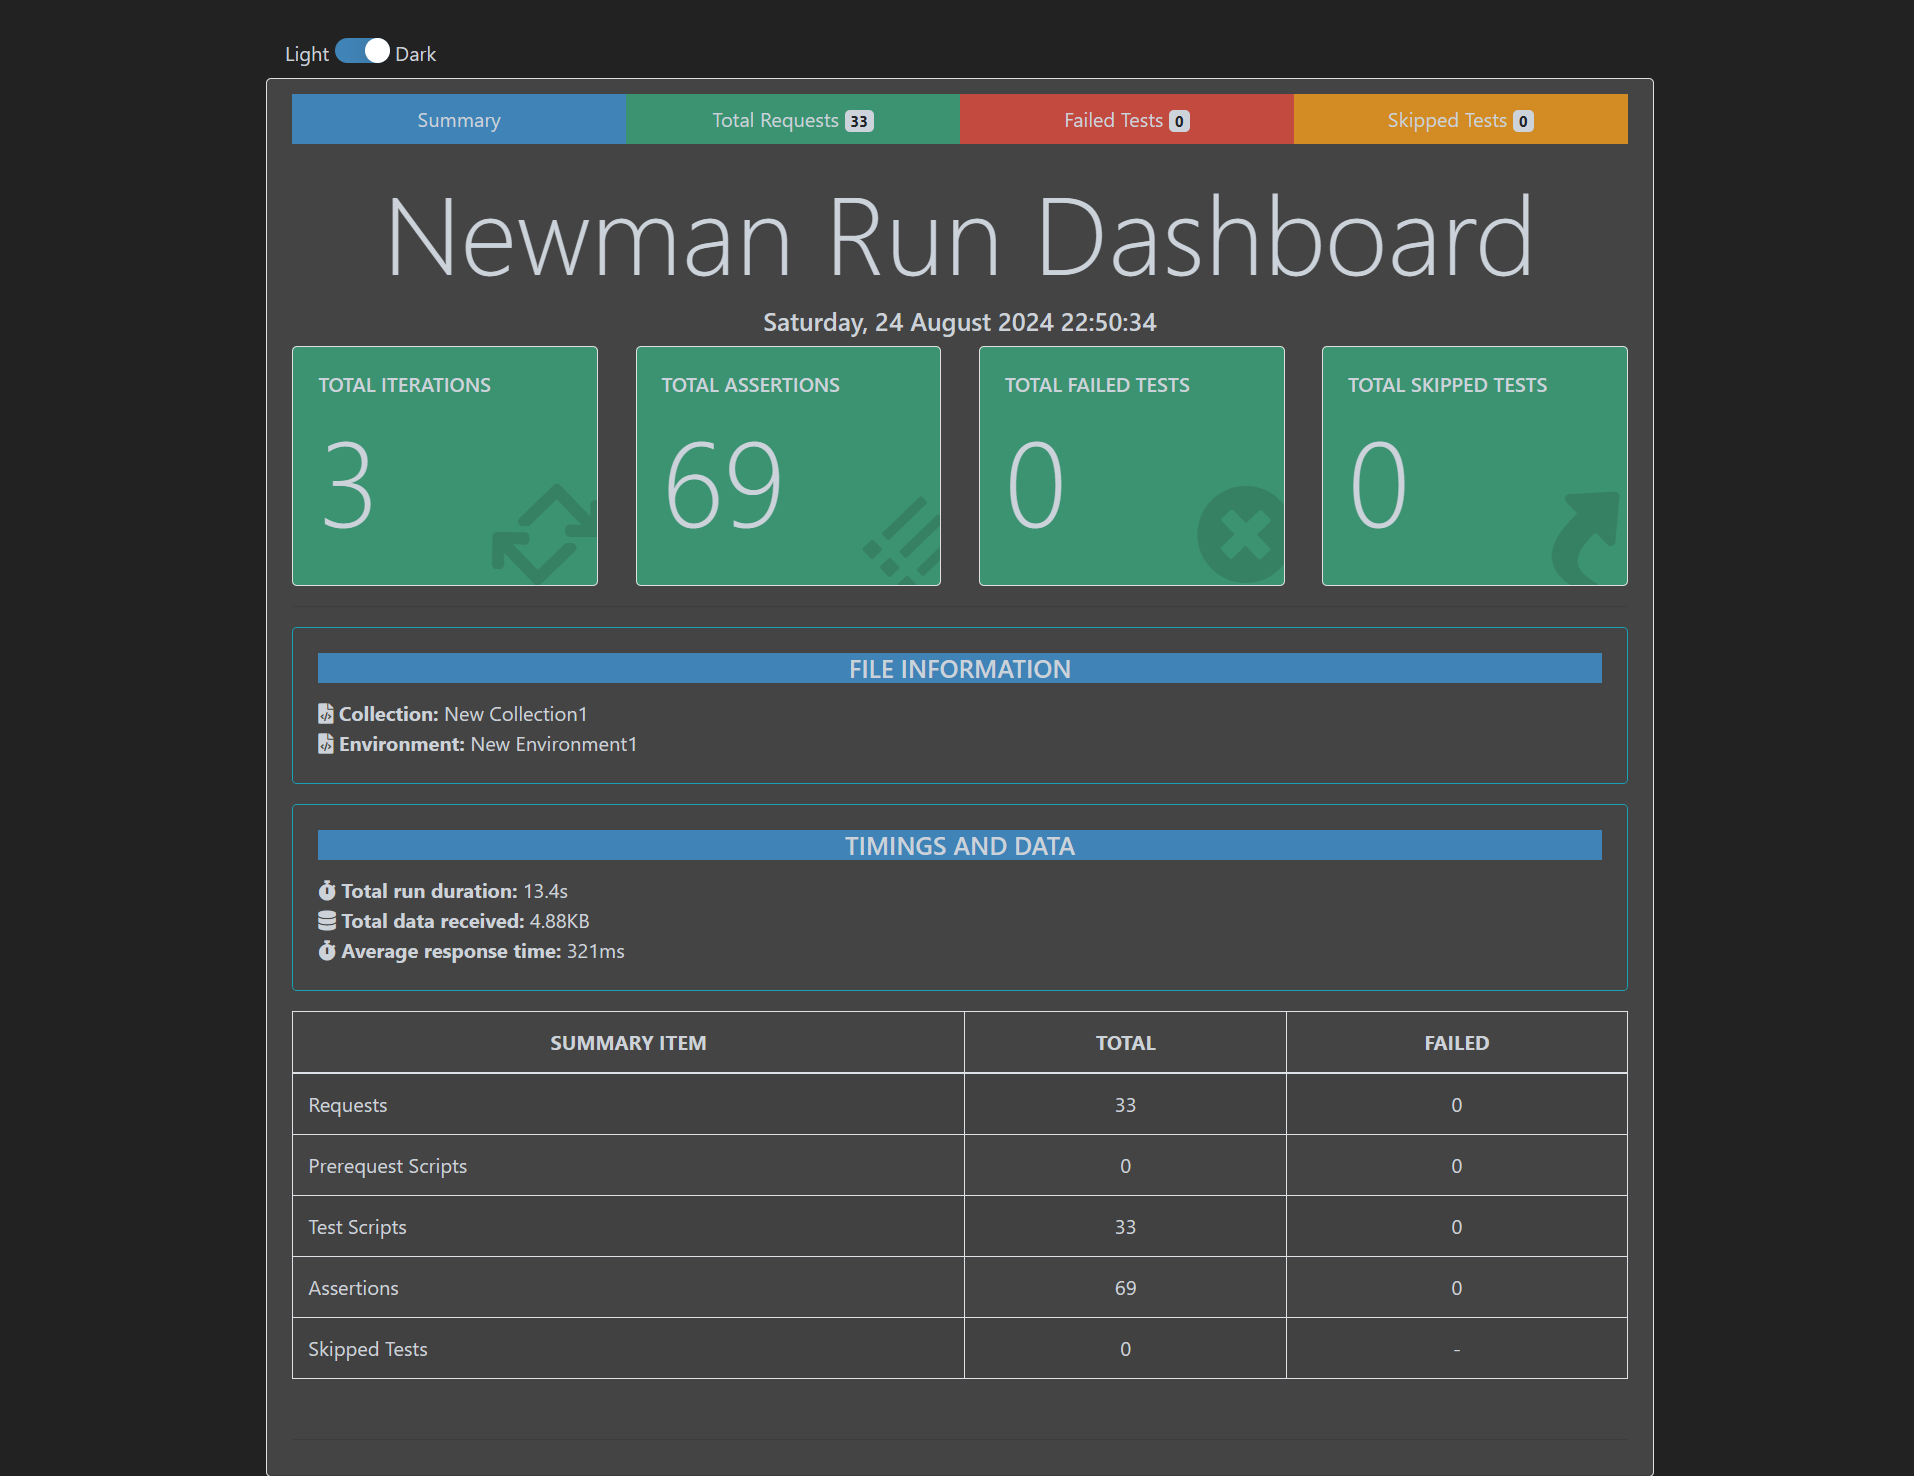 Light Dark
Summary Total Requests 33 Failed Tests 0 Skipped Tests 0
Newman Run Dashboard
Saturday, 24 August 2024 22:50:34
TOTAL ITERATIONS TOTAL ASSERTIONS TOTAL FAILED TESTS TOTAL SKIPPED TESTS
3 69 0 0
FILE INFORMATION
Collection: New Collection1
Environment: New Environment1
TIMINGS AND DATA
Total run duration: 13.4s
Total data received: 4.88KB
Average response time: 321ms
SUMMARY ITEM TOTAL FAILED
Requests 33 0
Prerequest Scripts 0 0
Test Scripts 33 0
Assertions 69 0
Skipped Tests 0 -